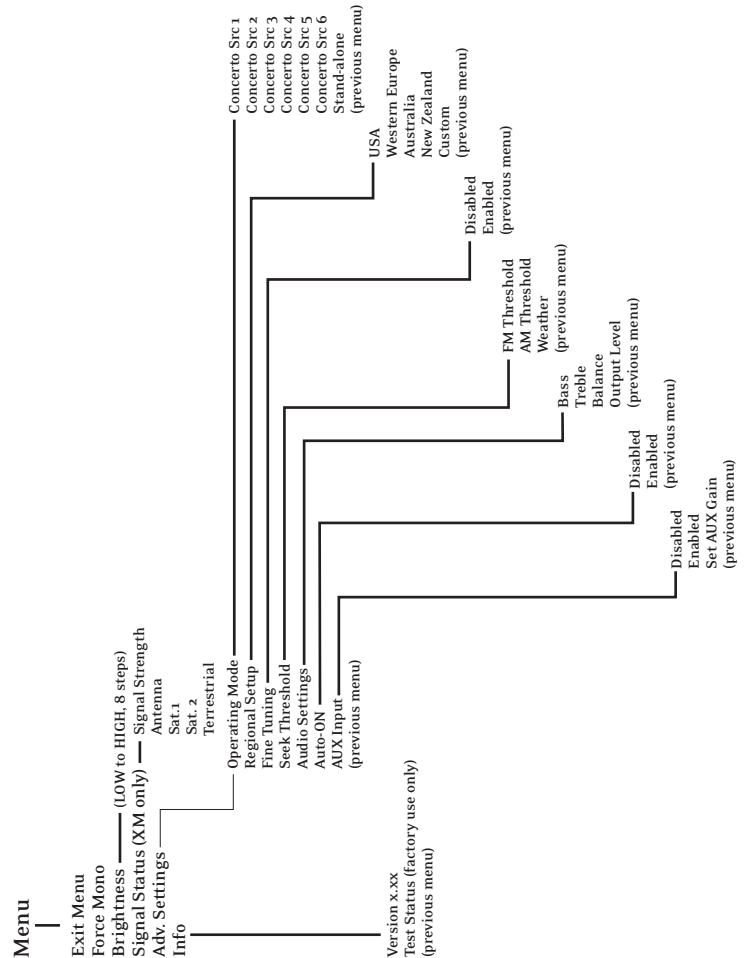 Menu
Exit Menu
Force Mono
Brightness
(LOW to HIGH, 8 steps)
Signal Status (XM only)
Signal Strength
Antenna
Sat.1
Sat. 2
Terrestrial
Adv. Settings
Operating Mode
Concerto Src 1
Concerto Src 2
Concerto Src 3
Concerto Src 4
Concerto Src 5
Concerto Src 6
Stand-alone
(previous menu)
Regional Setup
USA
Western Europe
Australia
New Zealand
Custom
(previous menu)
Fine Tuning
Disabled
Enabled
(previous menu)
Seek Threshold
FM Threshold
AM Threshold
Weather
(previous menu)
Audio Settings
Bass
Treble
Balance
Output Level
(previous menu)
Auto-ON
Disabled
Enabled
(previous menu)
AUX Input
Disabled
Enabled
Set AUX Gain
(previous menu)
(previous menu)
Info
Version x.xx
Test Status (factory use only)
(previous menu)